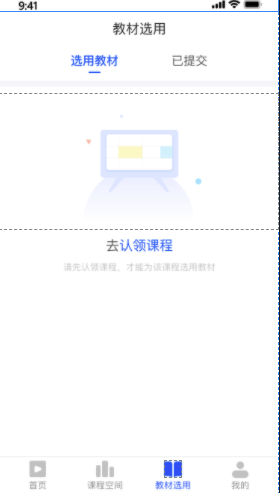 9:41
教材选用
选用教材
已提交
去认领课程
请先认领课程，才能为该课程选用教材
首页
课程空间
教材选用
我的